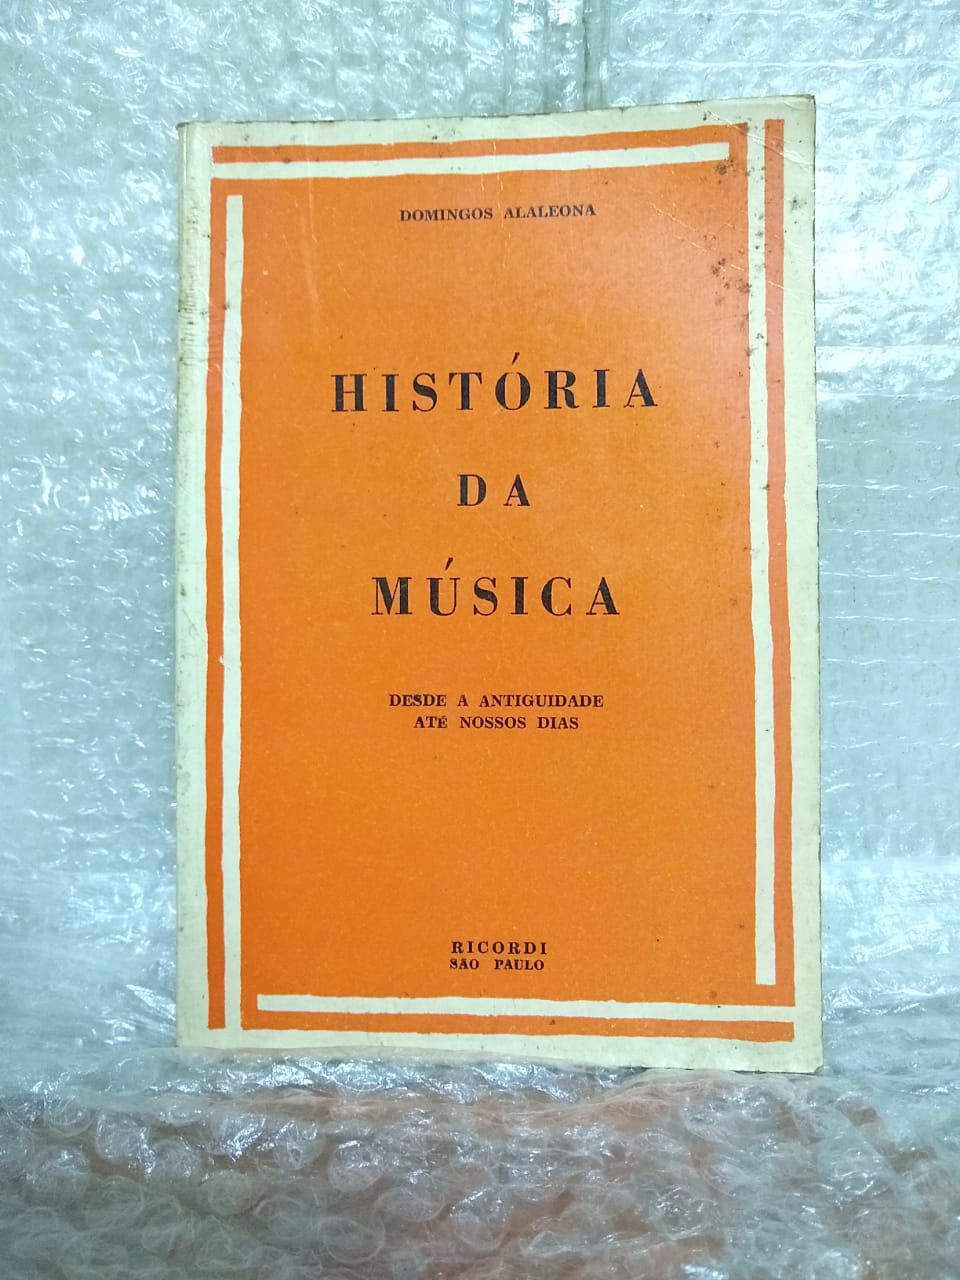 DOMINGOS ALALEONA
HISTÓRIA
DA
MÚSICA
DESDE A ANTIGUIDADE
ATÉ NOSSOS DIAS
RICORDI
SÃO PAULO